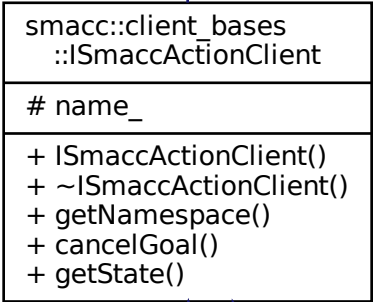 smacc::client_bases
::ISmaccActionClient
# name_
+ ISmaccActionClient()
+ ~ISmaccActionClient()
+ getNamespace()
+ cancelGoal()
+ getState()